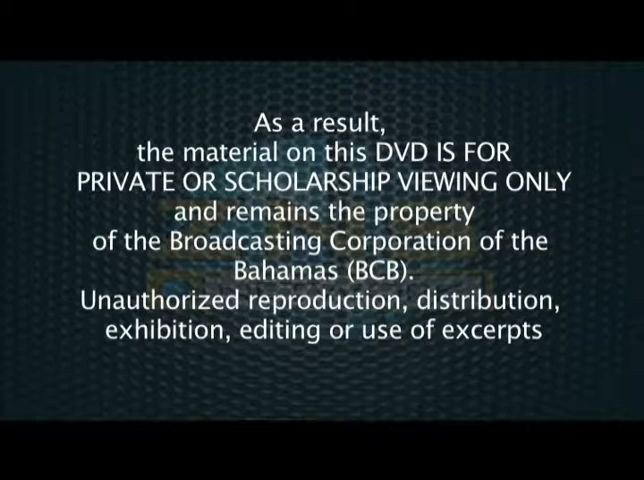 As a result,
the material on this DVD IS FOR
PRIVATE OR SCHOLARSHIP VIEWING ONLY
and remains the property
of the Broadcasting Corporation of the
Bahamas (BCB).
Unauthorized reproduction, distribution,
exhibition, editing or use of excerpts